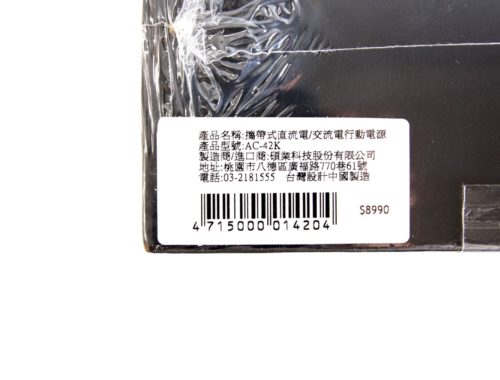 產品名稱:攜帶式直流電/交流電行動電源
產品型號:AC-42K
製造商/進口商:碩業科技股份有限公司
地址:桃園市八德區廣福路770巷61號
電話:03-2181555 台灣設計中國製造
$8990
4 715000 014204